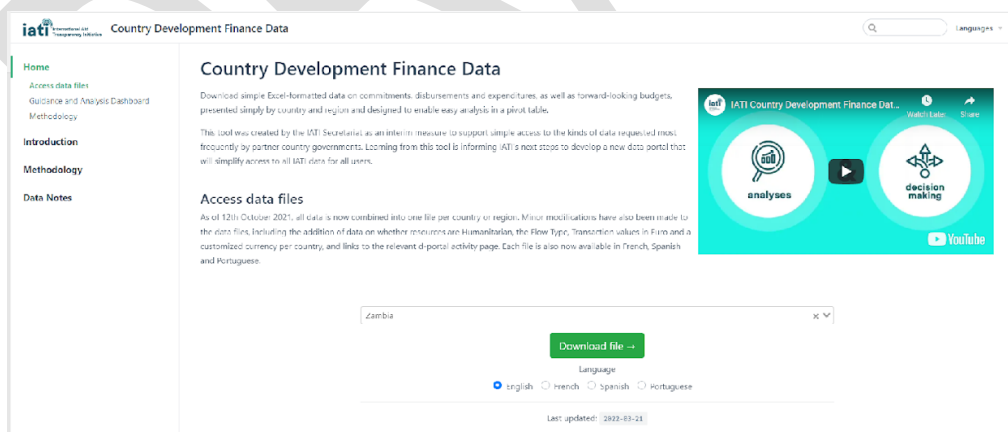 iati International Aid Transparency Initiative Country Development Finance Data
Languages
Home
Access data files
Guidance and Analysis Dashboard
Methodology
Introduction
Methodology
Data Notes
Country Development Finance Data
Download simple Excel-formatted data on commitments, disbursements and expenditures, as well as forward-looking budgets,
presented simply by country and region and designed to enable easy analysis in a pivot table.
This tool was created by the IATI Secretariat as an interim measure to support simple access to the kinds of data requested most
frequently by partner country governments. Learning from this tool is informing IATI's next steps to develop a new data portal that
will simplify access to all IATI data for all users.
Access data files
As of 12th October 2021, all data is now combined into one file per country or region. Minor modifications have also been made to
the data files, including the addition of data on whether resources are Humanitarian, the Flow Type, Transaction values in Euro and a
customized currency per country, and links to the relevant d-portal activity page. Each file is also now available in French, Spanish
and Portuguese.
iati IATI Country Development Finance Dat...
Watch Later Share
analyses
decision
making
YouTube
Zambia
Download file →
Language
English French Spanish Portuguese
Last updated: 2022-03-21